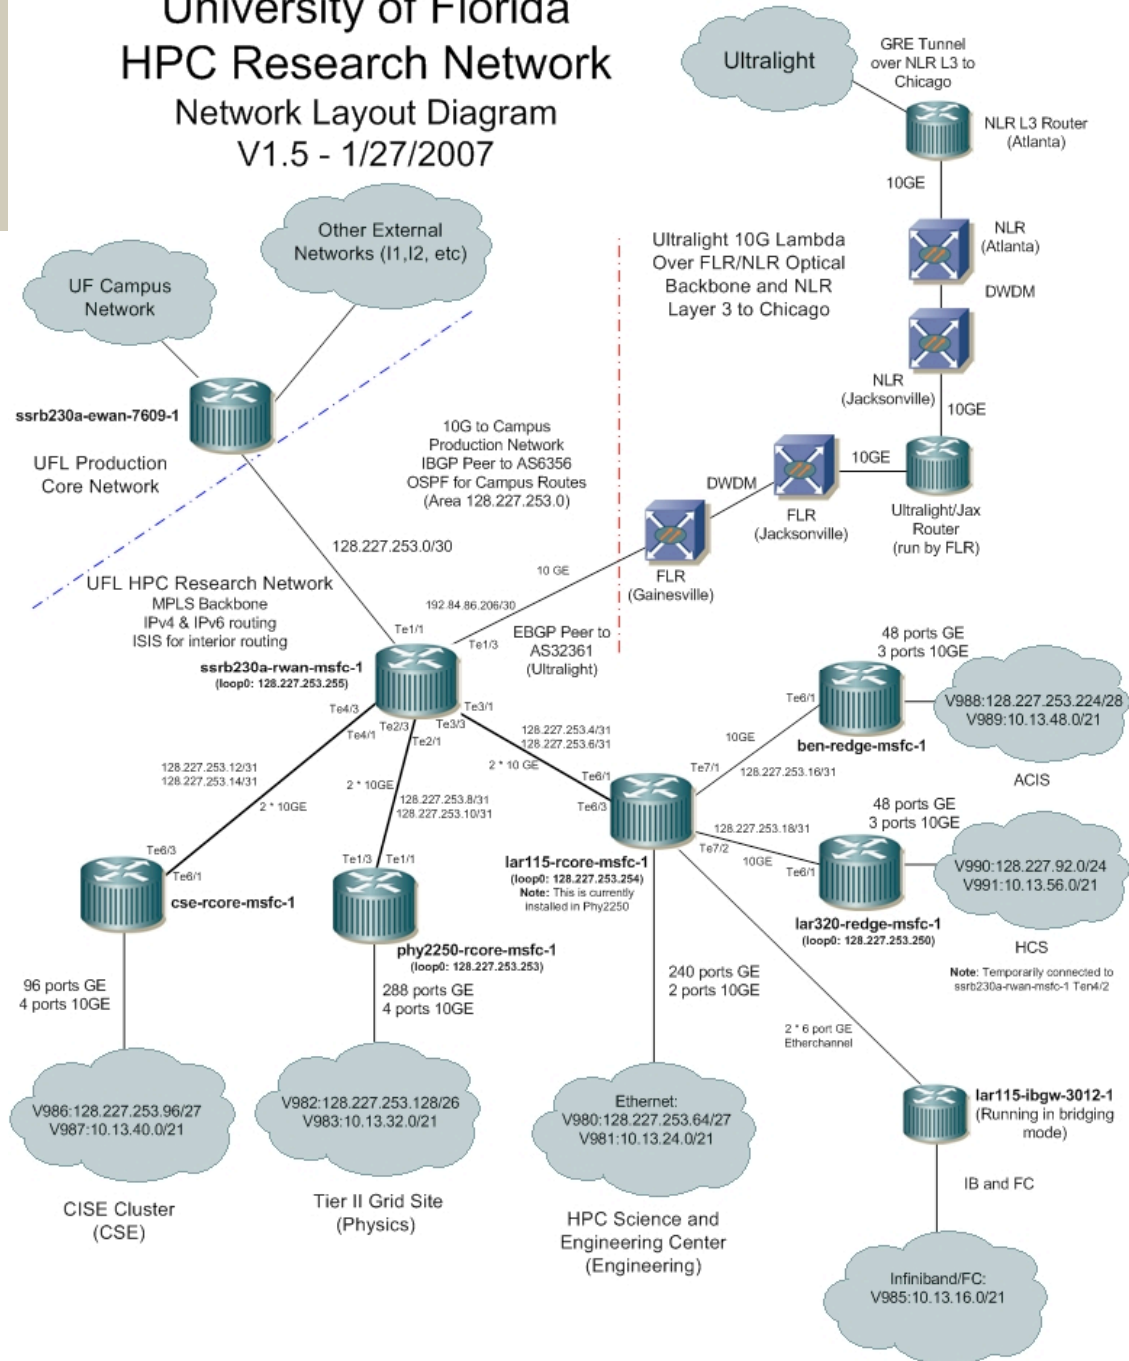 University of Florida
HPC Research Network
Network Layout Diagram
V1.5 - 1/27/2007
Ultralight
GRE Tunnel
over NLR L3 to
Chicago
NLR L3 Router
(Atlanta)
10GE
NLR
(Atlanta)
DWDM
NLR
(Jacksonville)
10GE
Ultralight 10G Lambda
Over FLR/NLR Optical
Backbone and NLR
Layer 3 to Chicago
Other External
Networks (I1,I2, etc)
UF Campus
Network
ssrb230a-ewan-7609-1
UFL Production
Core Network
10G to Campus
Production Network
IBGP Peer to AS6356
OSPF for Campus Routes
(Area 128.227.253.0)
10GE
DWDM
FLR
(Jacksonville)
Ultralight/Jax
Router
(run by FLR)
FLR
(Gainesville)
128.227.253.0/30
10 GE
192.84.86.206/30
UFL HPC Research Network
MPLS Backbone
IPv4 & IPv6 routing
ISIS for interior routing
Te1/1
Te1/3
EBGP Peer to
AS32361
(Ultralight)
ssrb230a-rwan-msfc-1
(loop0: 128.227.253.255)
Te4/3
Te4/1
Te2/3
Te2/1
Te3/3
Te3/1
128.227.253.4/31
128.227.253.6/31
2 * 10 GE
Te6/1
Te6/3
128.227.253.12/31
128.227.253.14/31
2 * 10GE
2 * 10GE
128.227.253.8/31
128.227.253.10/31
Te6/3
Te6/1
cse-rcore-msfc-1
Te1/3
Te1/1
phy2250-rcore-msfc-1
(loop0: 128.227.253.253)
lar115-rcore-msfc-1
(loop0: 128.227.253.254)
Note: This is currently
installed in Phy2250
48 ports GE
3 ports 10GE
Te6/1
10GE
Te7/1
128.227.253.16/31
ben-redge-msfc-1
V988:128.227.253.224/28
V989:10.13.48.0/21
ACIS
48 ports GE
3 ports 10GE
128.227.253.18/31
Te7/2
10GE
Te6/1
lar320-redge-msfc-1
(loop0: 128.227.253.250)
V990:128.227.92.0/24
V991:10.13.56.0/21
HCS
Note: Temporarily connected to
ssrb230a-rwan-msfc-1 Ten4/2
96 ports GE
4 ports 10GE
288 ports GE
4 ports 10GE
240 ports GE
2 ports 10GE
2 * 6 port GE
Etherchannel
V986:128.227.253.96/27
V987:10.13.40.0/21
CISE Cluster
(CSE)
V982:128.227.253.128/26
V983:10.13.32.0/21
Tier II Grid Site
(Physics)
Ethernet:
V980:128.227.253.64/27
V981:10.13.24.0/21
HPC Science and
Engineering Center
(Engineering)
lar115-ibgw-3012-1
(Running in bridging
mode)
IB and FC
Infiniband/FC:
V985:10.13.16.0/21